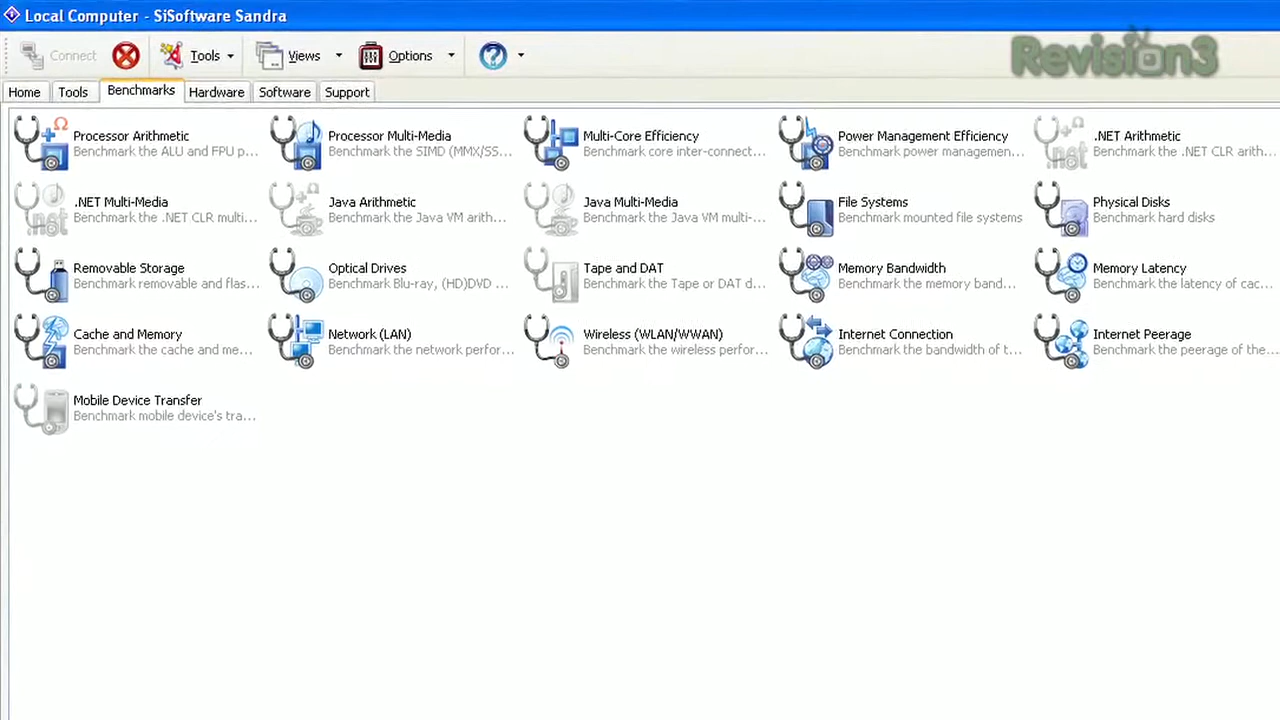 Local Computer - SiSoftware Sandra
Connect Tools Views Options
Revision3
Home Tools Benchmarks Hardware Software Support
Processor Arithmetic
Benchmark the ALU and FPU p...
Processor Multi-Media
Benchmark the SIMD (MMX/SS...
Multi-Core Efficiency
Benchmark core inter-connect...
Power Management Efficiency
Benchmark power managemen...
.NET Arithmetic
Benchmark the .NET CLR arith...
.NET Multi-Media
Benchmark the .NET CLR multi...
Java Arithmetic
Benchmark the Java VM arith...
Java Multi-Media
Benchmark the Java VM multi-...
File Systems
Benchmark mounted file systems
Physical Disks
Benchmark hard disks
Removable Storage
Benchmark removable and flas...
Optical Drives
Benchmark Blu-ray, (HD)DVD ...
Tape and DAT
Benchmark the Tape or DAT d...
Memory Bandwidth
Benchmark the memory band...
Memory Latency
Benchmark the latency of cac...
Cache and Memory
Benchmark the cache and me...
Network (LAN)
Benchmark the network perfor...
Wireless (WLAN/WWAN)
Benchmark the wireless perfor...
Internet Connection
Benchmark the bandwidth of t...
Internet Peerage
Benchmark the peerage of the...
Mobile Device Transfer
Benchmark mobile device's tra...